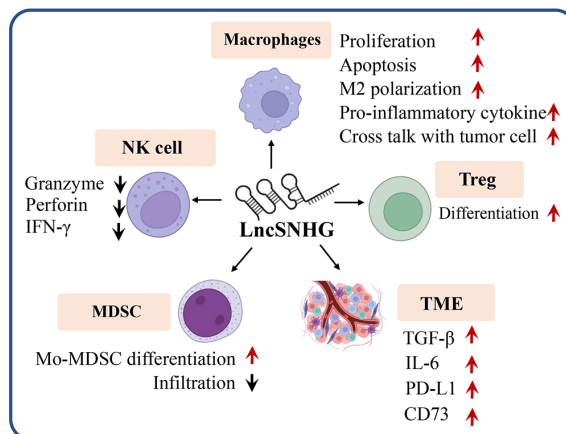 Macrophages
Proliferation
Apoptosis
M2 polarization
Pro-inflammatory cytokine
Cross talk with tumor cell
NK cell
Granzyme
Perforin
IFN-γ
LncSNHG
Treg
Differentiation
MDSC
Mo-MDSC differentiation
Infiltration
TME
TGF-β
IL-6
PD-L1
CD73